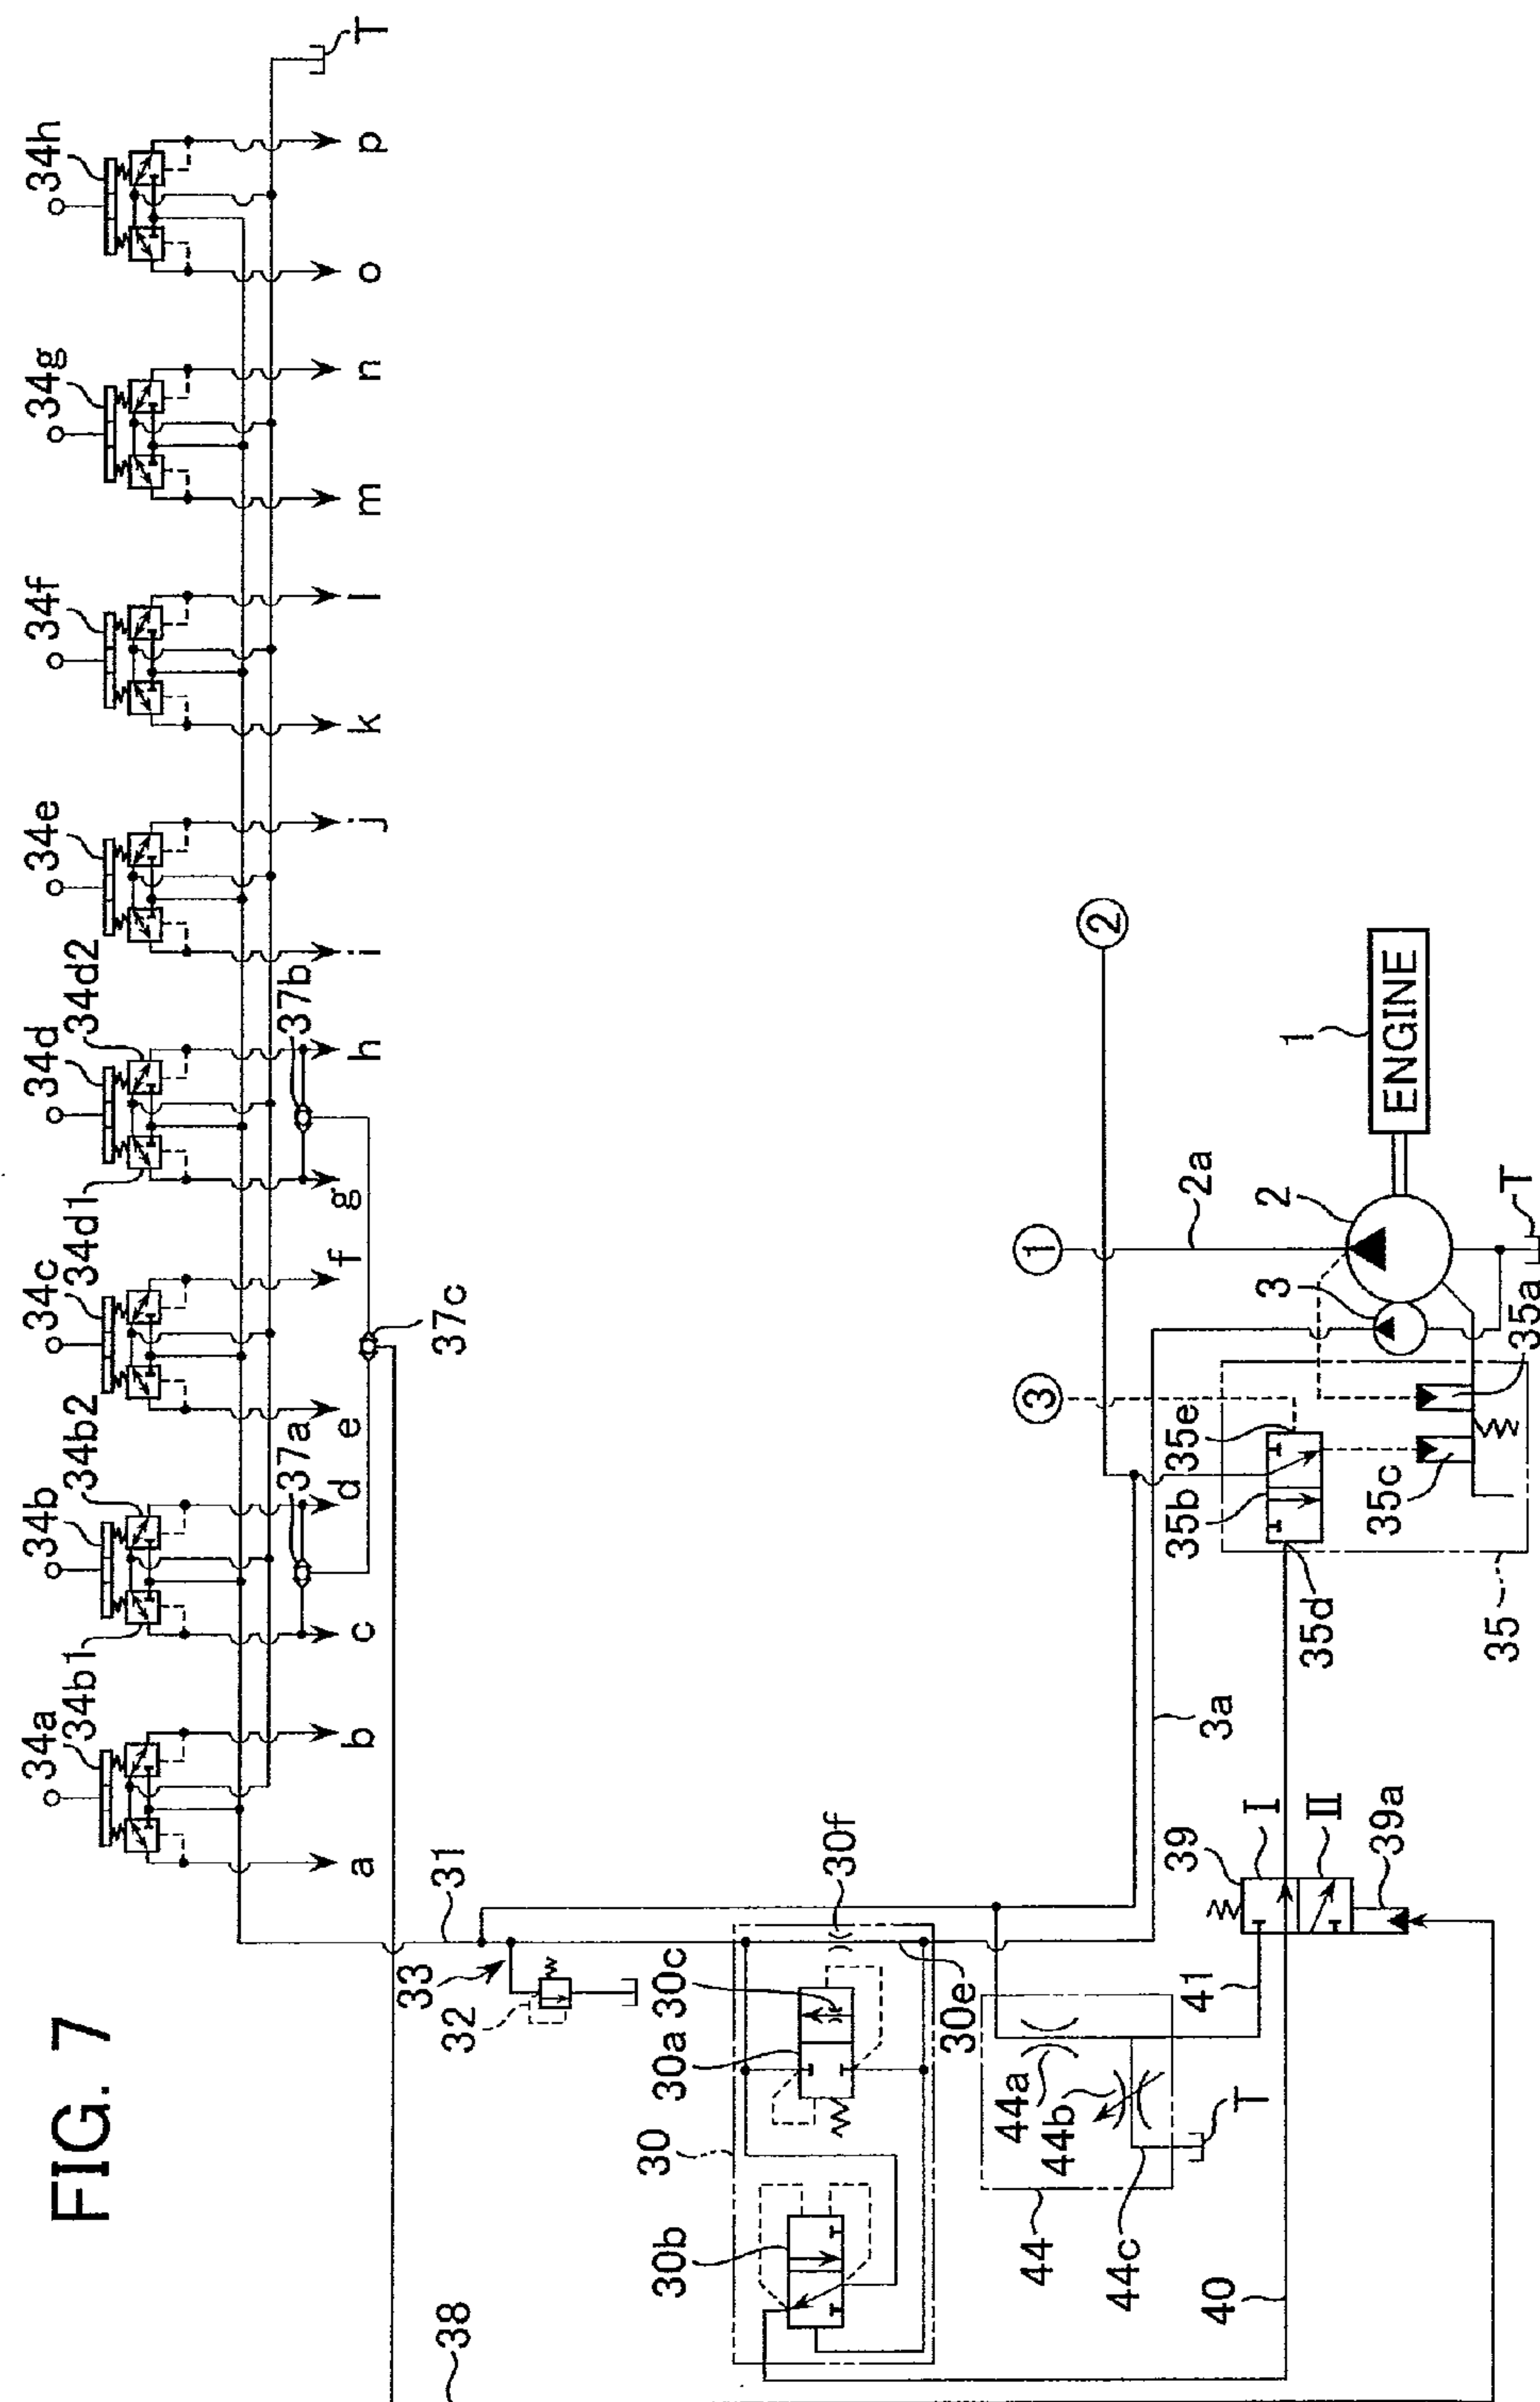 FIG. 7
34a
34b1
34b
34b2
34c
34d1
34d
34d2
34e
34f
34g
34h
T
a
b
c
d
e
f
g
h
i
j
k
l
m
n
o
p
37a
37b
37c
38
31
33
32
30
30a
30b
30c
30e
30f
44
44a
44b
44c
T
40
41
39
I
II
39a
3a
35
35a
35b
35c
35d
35e
1
2
3
2a
2
3
1
ENGINE
T